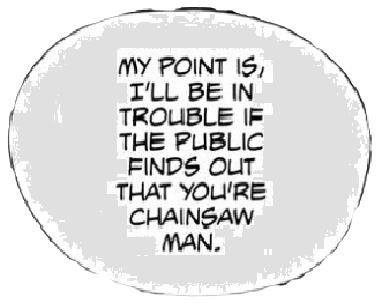 MY POINT IS,
I'LL BE IN
TROUBLE IF
THE PUBLIC
FINDS OUT
THAT YOU'RE
CHAINSAW
MAN.